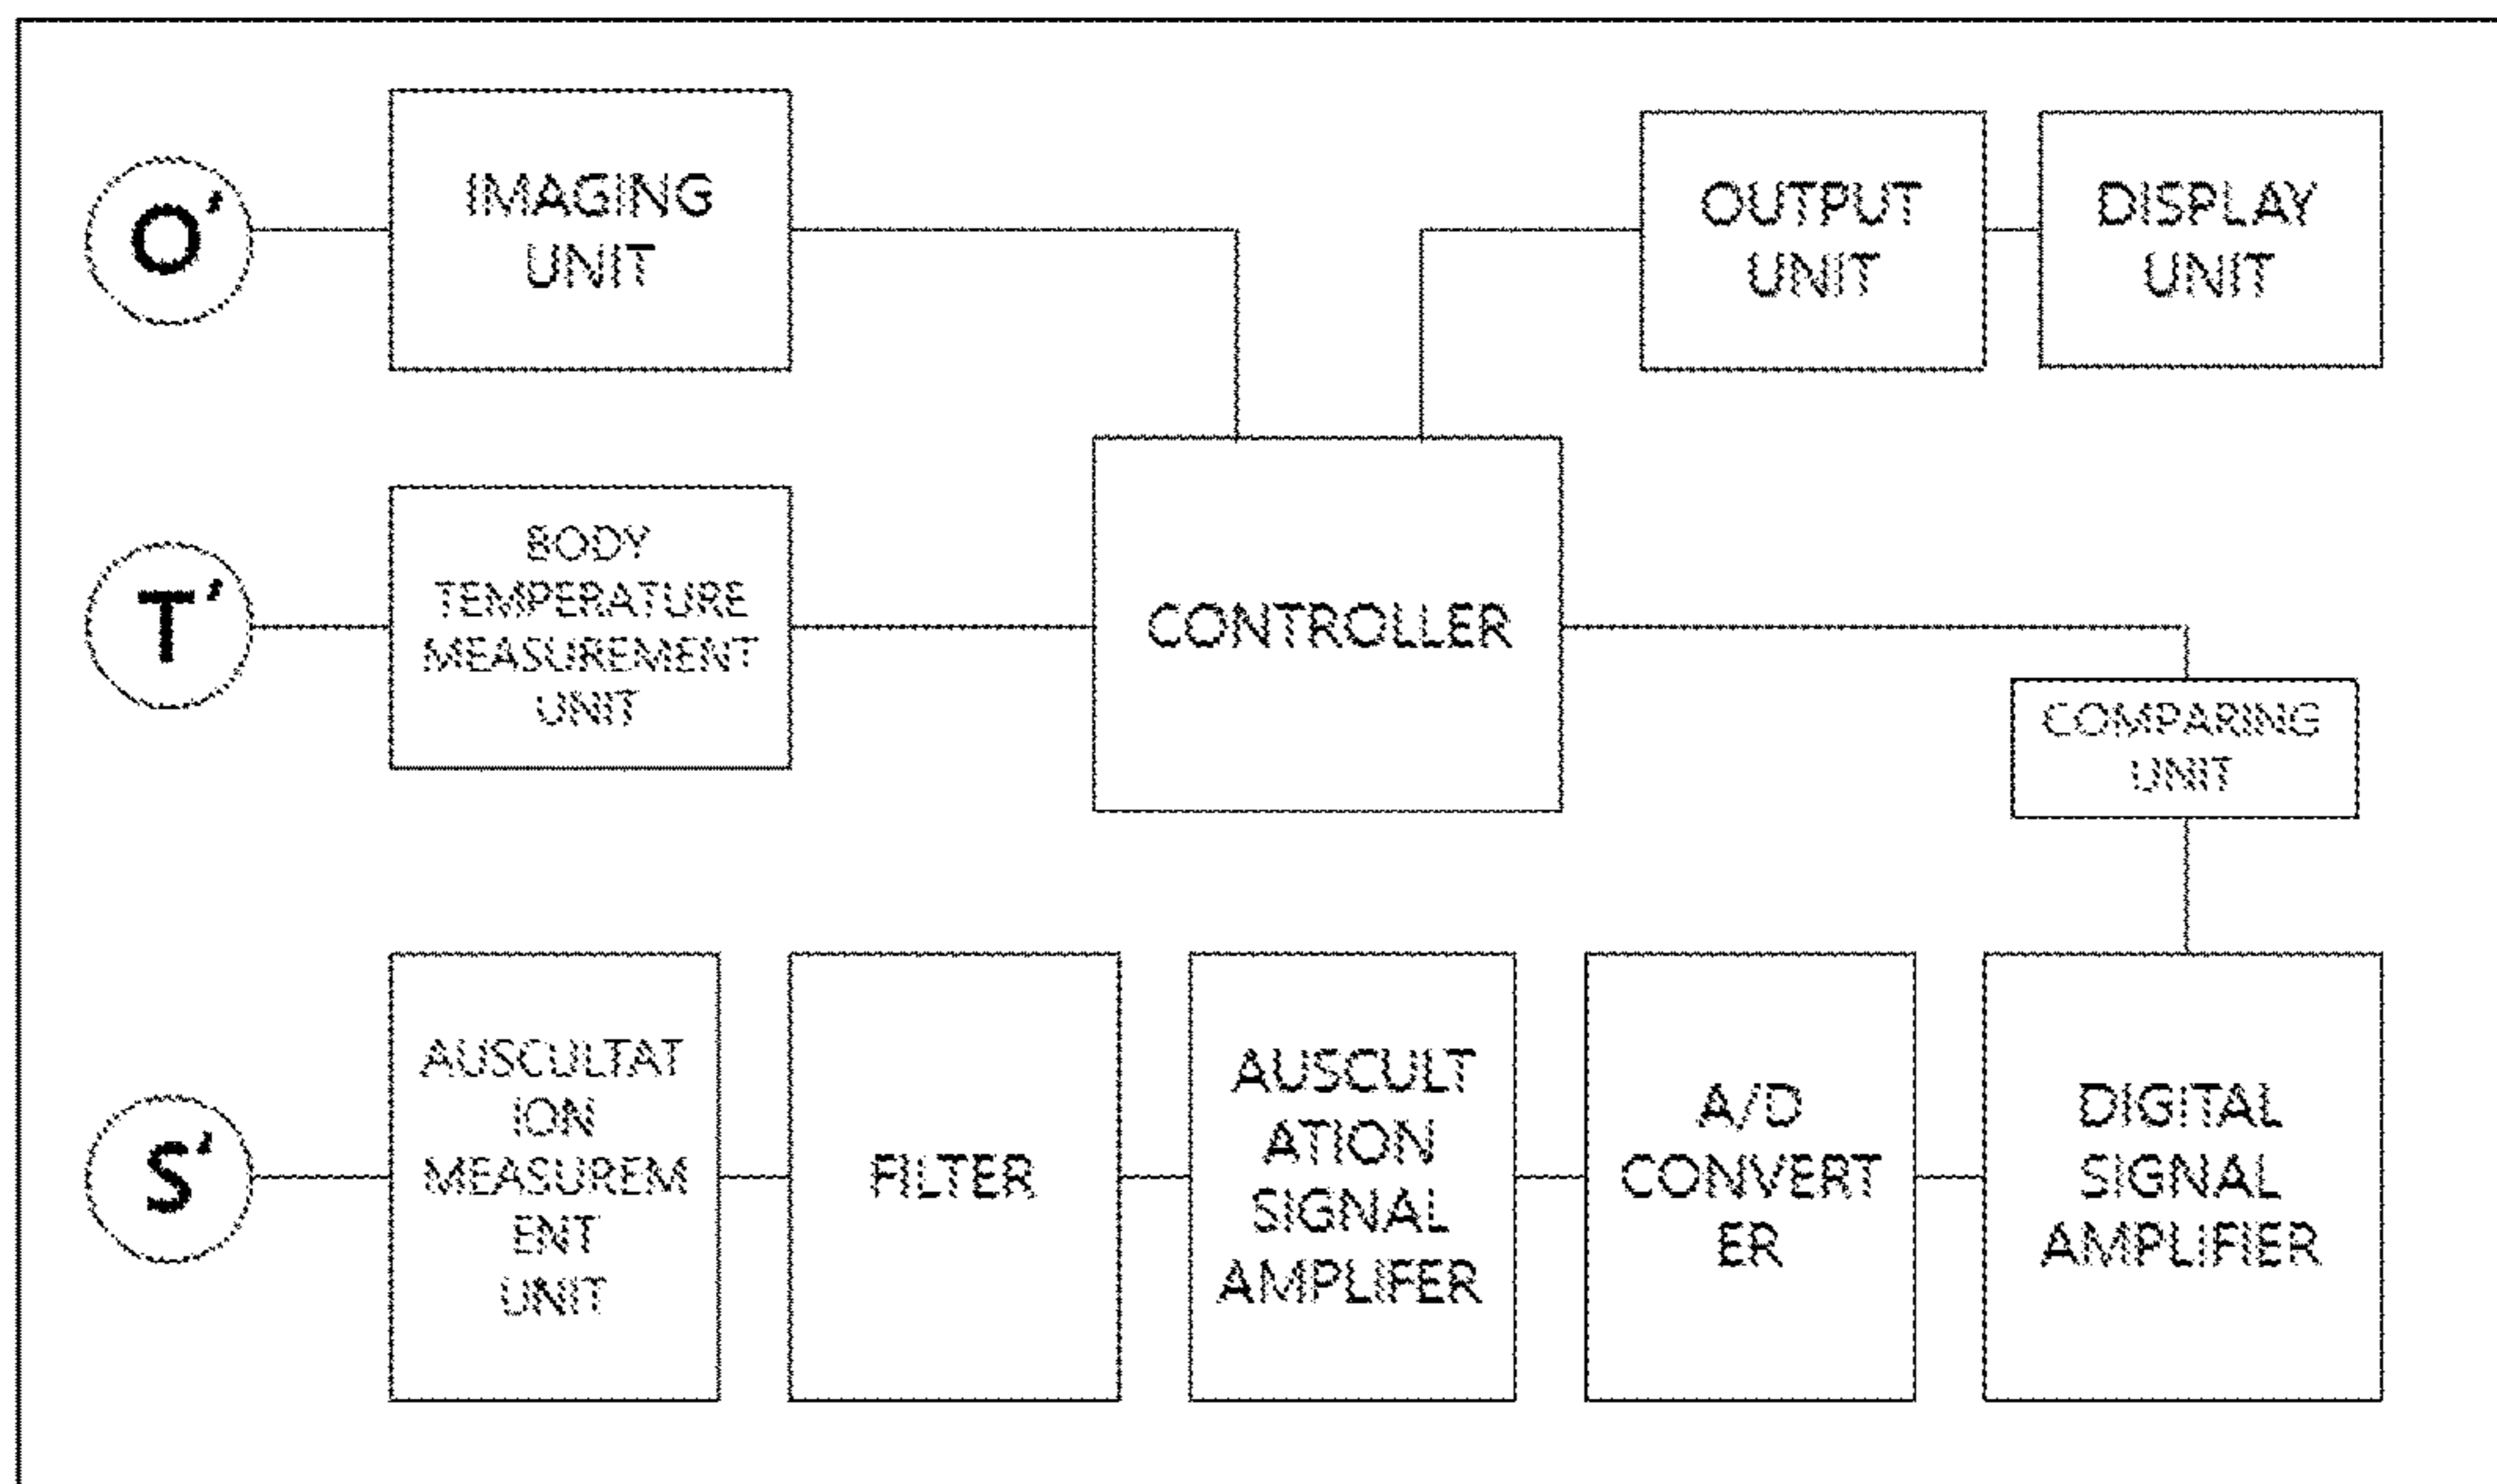 O'
IMAGING
UNIT
OUTPUT
UNIT
DISPLAY
UNIT
T'
BODY
TEMPERATURE
MEASUREMENT
UNIT
CONTROLLER
COMPARING
UNIT
S'
AUSCULTAT
ION
MEASUREM
ENT
UNIT
FILTER
AUSCULT
ATION
SIGNAL
AMPLIFER
A/D
CONVERT
ER
DIGITAL
SIGNAL
AMPLIFIER